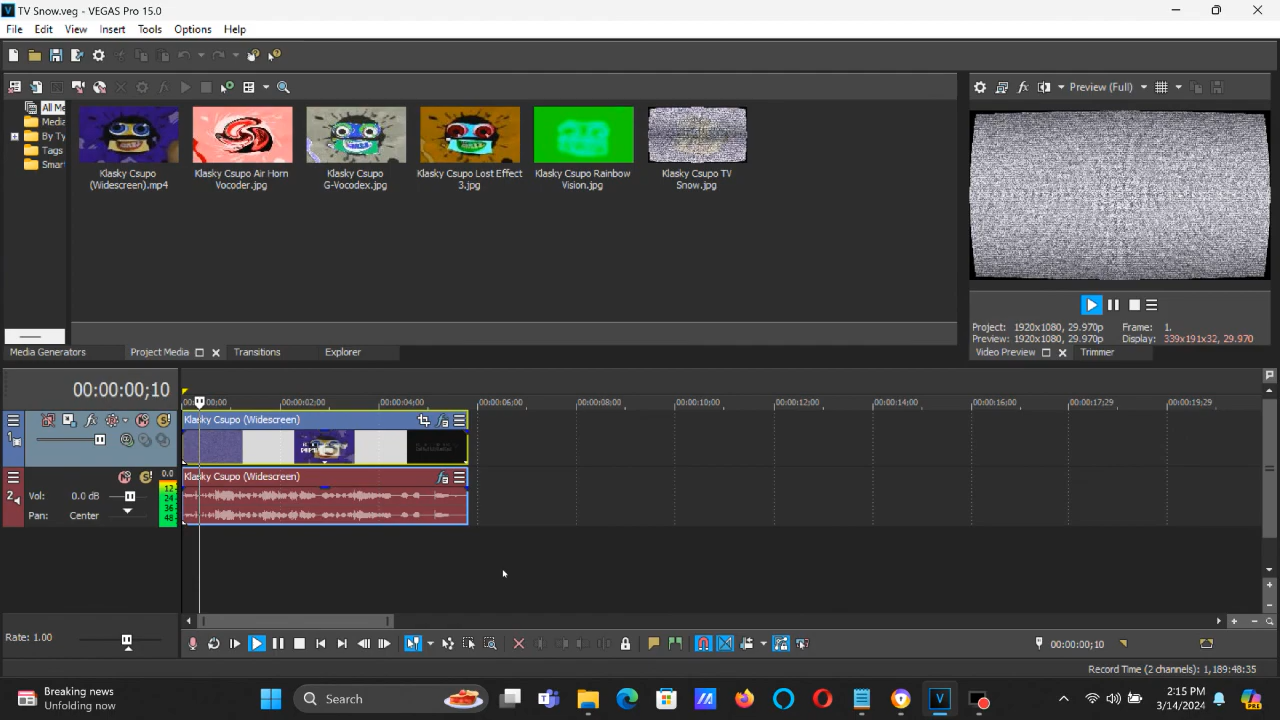 TV Snow.veg - VEGAS Pro 15.0
File Edit View Insert Tools Options Help
All Me
Media
By Ty
Tags
Smar
Klasky Csupo
(Widescreen).mp4
Klasky Csupo Air Horn
Vocoder.jpg
Klasky Csupo
G-Vocodex.jpg
Klasky Csupo Lost Effect
3.jpg
Klasky Csupo Rainbow
Vision.jpg
Klasky Csupo TV
Snow.jpg
Preview (Full)
Project: 1920x1080, 29.970p Frame: 1.
Preview: 1920x1080, 29.970p Display: 339x191x32, 29.970
Media Generators Project Media Transitions Explorer Video Preview Trimmer
00:00:00;10
00:00:02;00 00:00:04;00 00:00:06;00 00:00:08;00 00:00:10;00 00:00:12;00 00:00:14;00 00:00:16;00 00:00:17;29 00:00:19;29
Klasky Csupo (Widescreen)
Klasky Csupo (Widescreen)
0.0
12
24
36
48
Vol: 0.0 dB
Pan: Center
Rate: 1.00
00:00:00;10
Record Time (2 channels): 1,189:48:35
Breaking news
Unfolding now
Search
2:15 PM
3/14/2024
PRE